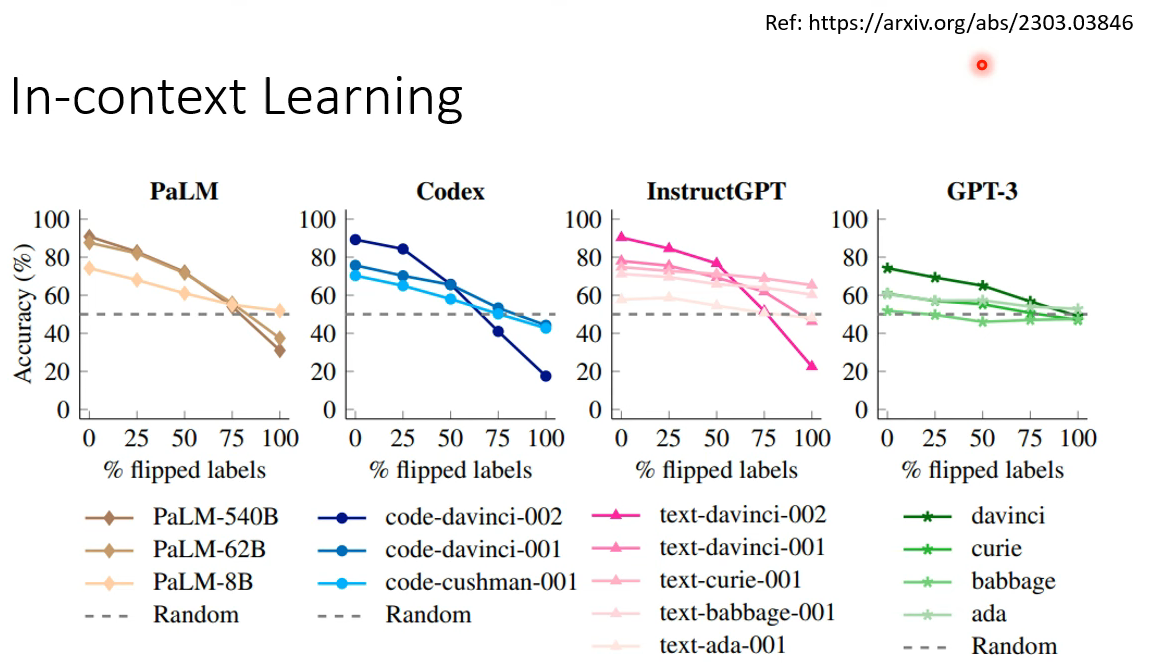 Ref: https://arxiv.org/abs/2303.03846
In-context Learning
PaLM
Codex
InstructGPT
GPT-3
Accuracy (%)
100
80
60
40
20
0
0 25 50 75 100
% flipped labels
100
80
60
40
20
0
0 25 50 75 100
% flipped labels
100
80
60
40
20
0
0 25 50 75 100
% flipped labels
100
80
60
40
20
0
0 25 50 75 100
% flipped labels
PaLM-540B
PaLM-62B
PaLM-8B
Random
code-davinci-002
code-davinci-001
code-cushman-001
Random
text-davinci-002
text-davinci-001
text-curie-001
text-babbage-001
text-ada-001
davinci
curie
babbage
ada
Random